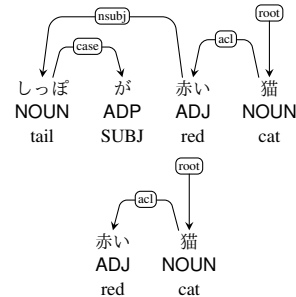 nsubj root
case acl
しっぽ が 赤い 猫
NOUN ADP ADJ NOUN
tail SUBJ red cat
root
acl
赤い 猫
ADJ NOUN
red cat